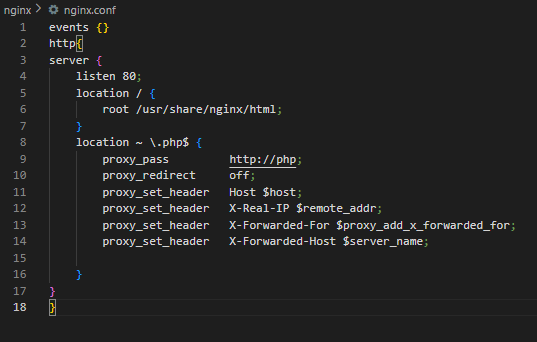 nginx > nginx.conf
1 events {}
2 http{
3 server {
4 listen 80;
5 location / {
6 root /usr/share/nginx/html;
7 }
8 location ~ \.php$ {
9 proxy_pass http://php;
10 proxy_redirect off;
11 proxy_set_header Host $host;
12 proxy_set_header X-Real-IP $remote_addr;
13 proxy_set_header X-Forwarded-For $proxy_add_x_forwarded_for;
14 proxy_set_header X-Forwarded-Host $server_name;
15
16 }
17 }
18 }